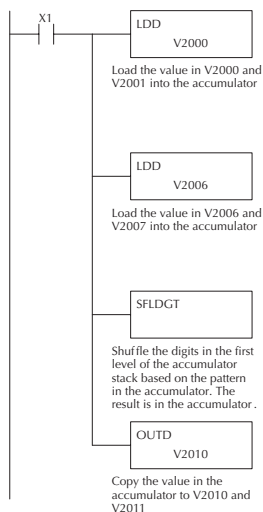 X1
LDD
V2000
Load the value in V2000 and
V2001 into the accumulator
LDD
V2006
Load the value in V2006 and
V2007 into the accumulator
SFLDGT
Shuffle the digits in the first
level of the accumulator
stack based on the pattern
in the accumulator. The
result is in the accumulator.
OUTD
V2010
Copy the value in the
accumulator to V2010 and
V2011